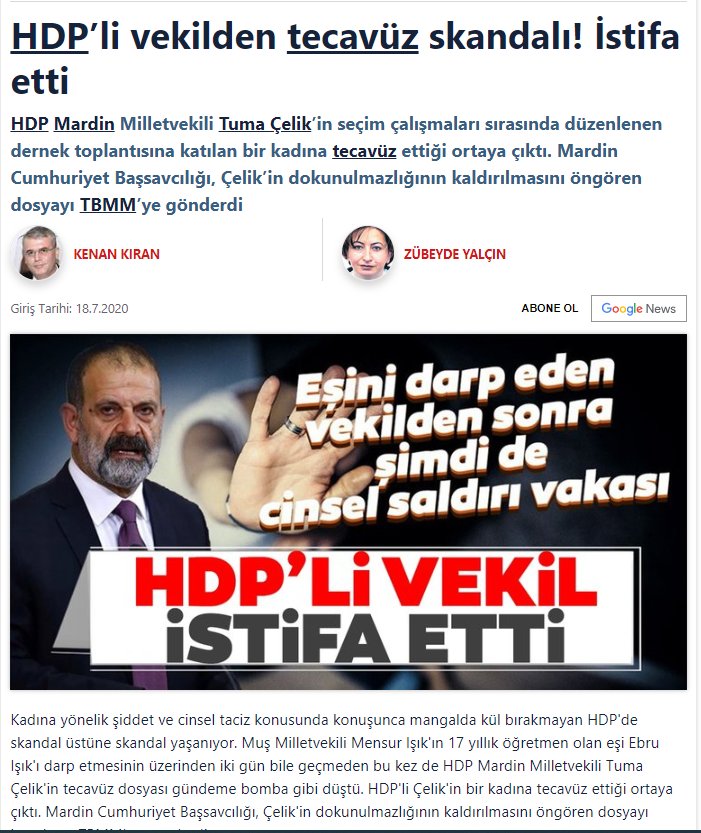 HDP'li vekilden tecavüz skandalı! İstifa
etti
HDP Mardin Milletvekili Tuma Çelik'in seçim çalışmaları sırasında düzenlenen
dernek toplantısına katılan bir kadına tecavüz ettiği ortaya çıktı. Mardin
Cumhuriyet Başsavcılığı, Çelik'in dokunulmazlığının kaldırılmasını öngören
dosyayı TBMM'ye gönderdi
KENAN KIRAN
ZÜBEYDE YALÇIN
Giriş Tarihi: 18.7.2020
ABONE OL
Google News
Eşini darp eden
vekilden sonra
şimdi de
cinsel saldırı vakası
HDP'Lİ VEKİL
İSTİFA ETTİ
Kadına yönelik şiddet ve cinsel taciz konusunda konuşunca mangalda kül bırakmayan HDP'de
skandal üstüne skandal yaşanıyor. Muş Milletvekili Mensur Işık'ın 17 yıllık öğretmen olan eşi Ebru
Işık'ı darp etmesinin üzerinden iki gün bile geçmeden bu kez de HDP Mardin Milletvekili Tuma
Çelik'in tecavüz dosyası gündeme bomba gibi düştü. HDP'li Çelik'in bir kadına tecavüz ettiği ortaya
çıktı. Mardin Cumhuriyet Başsavcılığı, Çelik'in dokunulmazlığının kaldırılmasını öngören dosyayı